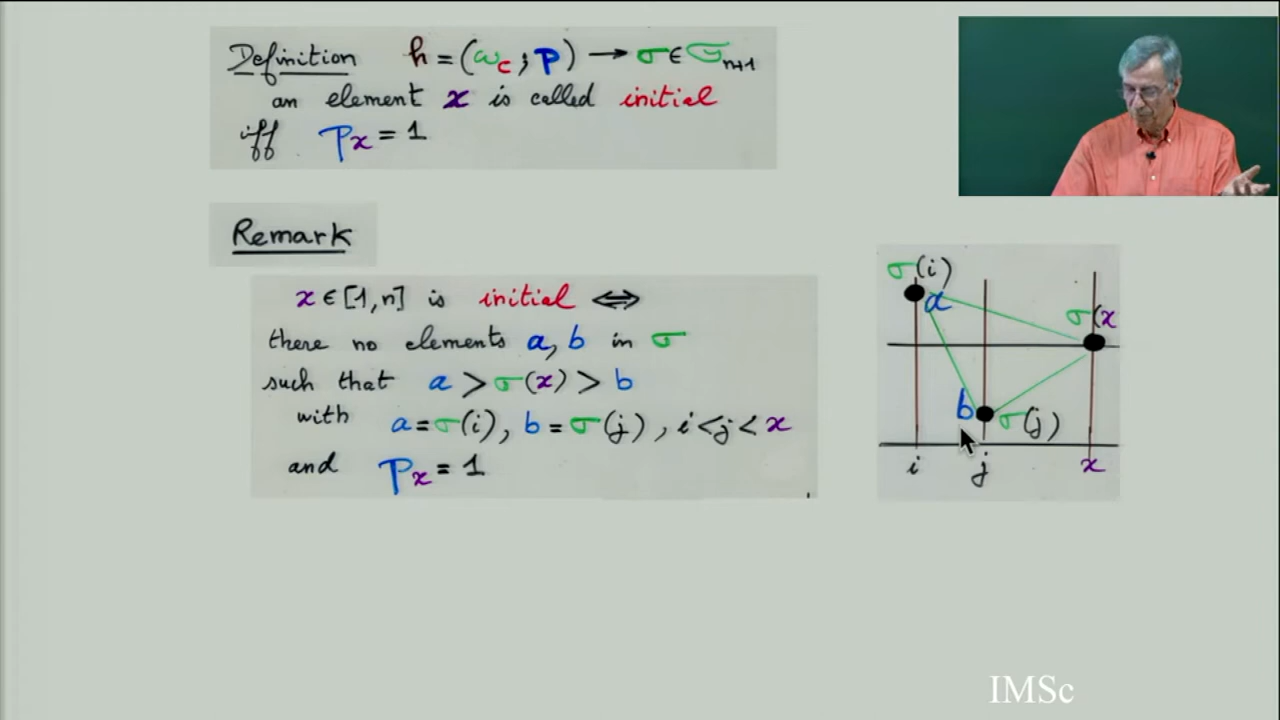 Definition h = (ω_c ; p) → σ ∈ 𝔖_{n+1}
an element x is called initial
iff p_x = 1
Remark
x ∈ [1, n] is initial ⇔
there no elements a, b in σ
such that a > σ(x) > b
with a = σ(i), b = σ(j), i < j < x
and p_x = 1
σ(i)
a
σ(x
b σ(j)
i j x
IMSc